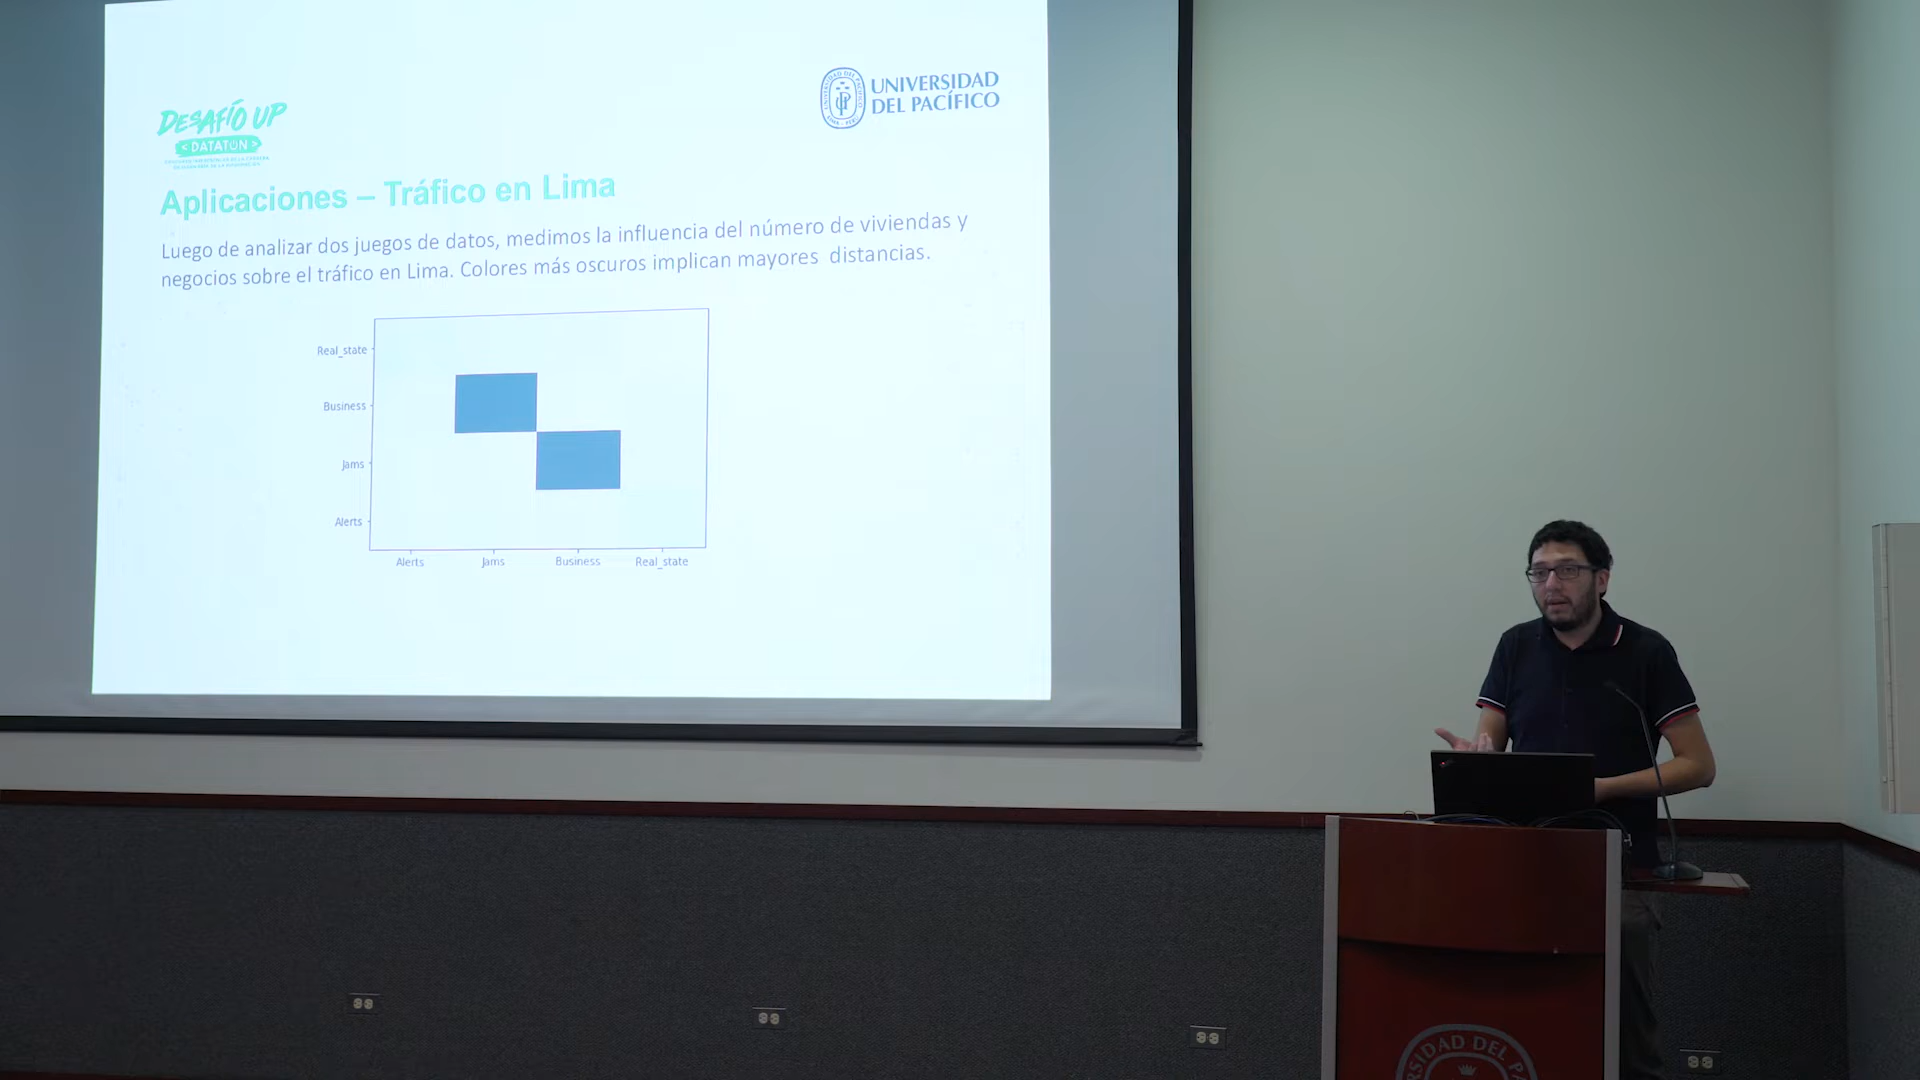 DESAFÍO UP
<DATATÓN>
UNIVERSIDAD
DEL PACÍFICO
Aplicaciones – Tráfico en Lima
Luego de analizar dos juegos de datos, medimos la influencia del número de viviendas y
negocios sobre el tráfico en Lima. Colores más oscuros implican mayores distancias.
Real_state
Business
Jams
Alerts
Alerts Jams Business Real_state